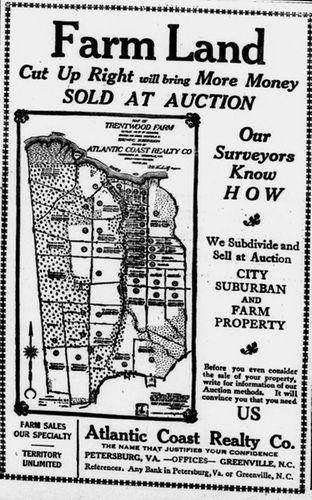 Farm Land
Cut Up Right will bring More Money
SOLD AT AUCTION
MAP OF
TRENTWOOD FARM
ATLANTIC COAST REALTY CO
Our
Surveyors
Know
HOW
We Subdivide and
Sell at Auction
CITY
SUBURBAN
AND
FARM
PROPERTY
Before you even consider
the sale of your property,
write for information of our
Auction methods. It will
convince you that you need
US
FARM SALES
OUR SPECIALTY
TERRITORY
UNLIMITED
Atlantic Coast Realty Co.
THE NAME THAT JUSTIFIES YOUR CONFIDENCE
PETERSBURG, VA. —OFFICES— GREENVILLE, N.C.
References: Any Bank in Petersburg, Va. or Greenville, N. C.